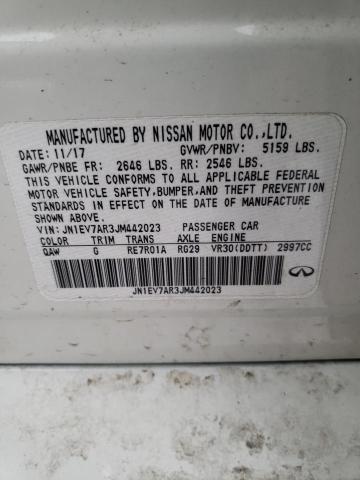 MANUFACTURED BY NISSAN MOTOR CO.,LTD.
DATE: 11/17 GVWR/PNBV: 5159 LBS.
GAWR/PNBE FR: 2646 LBS. RR: 2546 LBS.
THIS VEHICLE CONFORMS TO ALL APPLICABLE FEDERAL
MOTOR VEHICLE SAFETY,BUMPER,AND THEFT PREVENTION
STANDARDS IN EFFECT ON THE DATE OF MANUFACTURE
SHOWN ABOVE.
VIN: JN1EV7AR3JM442023 PASSENGER CAR
COLOR TRIM TRANS AXLE ENGINE
QAW G RE7R01A RG29 VR30(DDTT) 2997CC
JN1EV7AR3JM442023